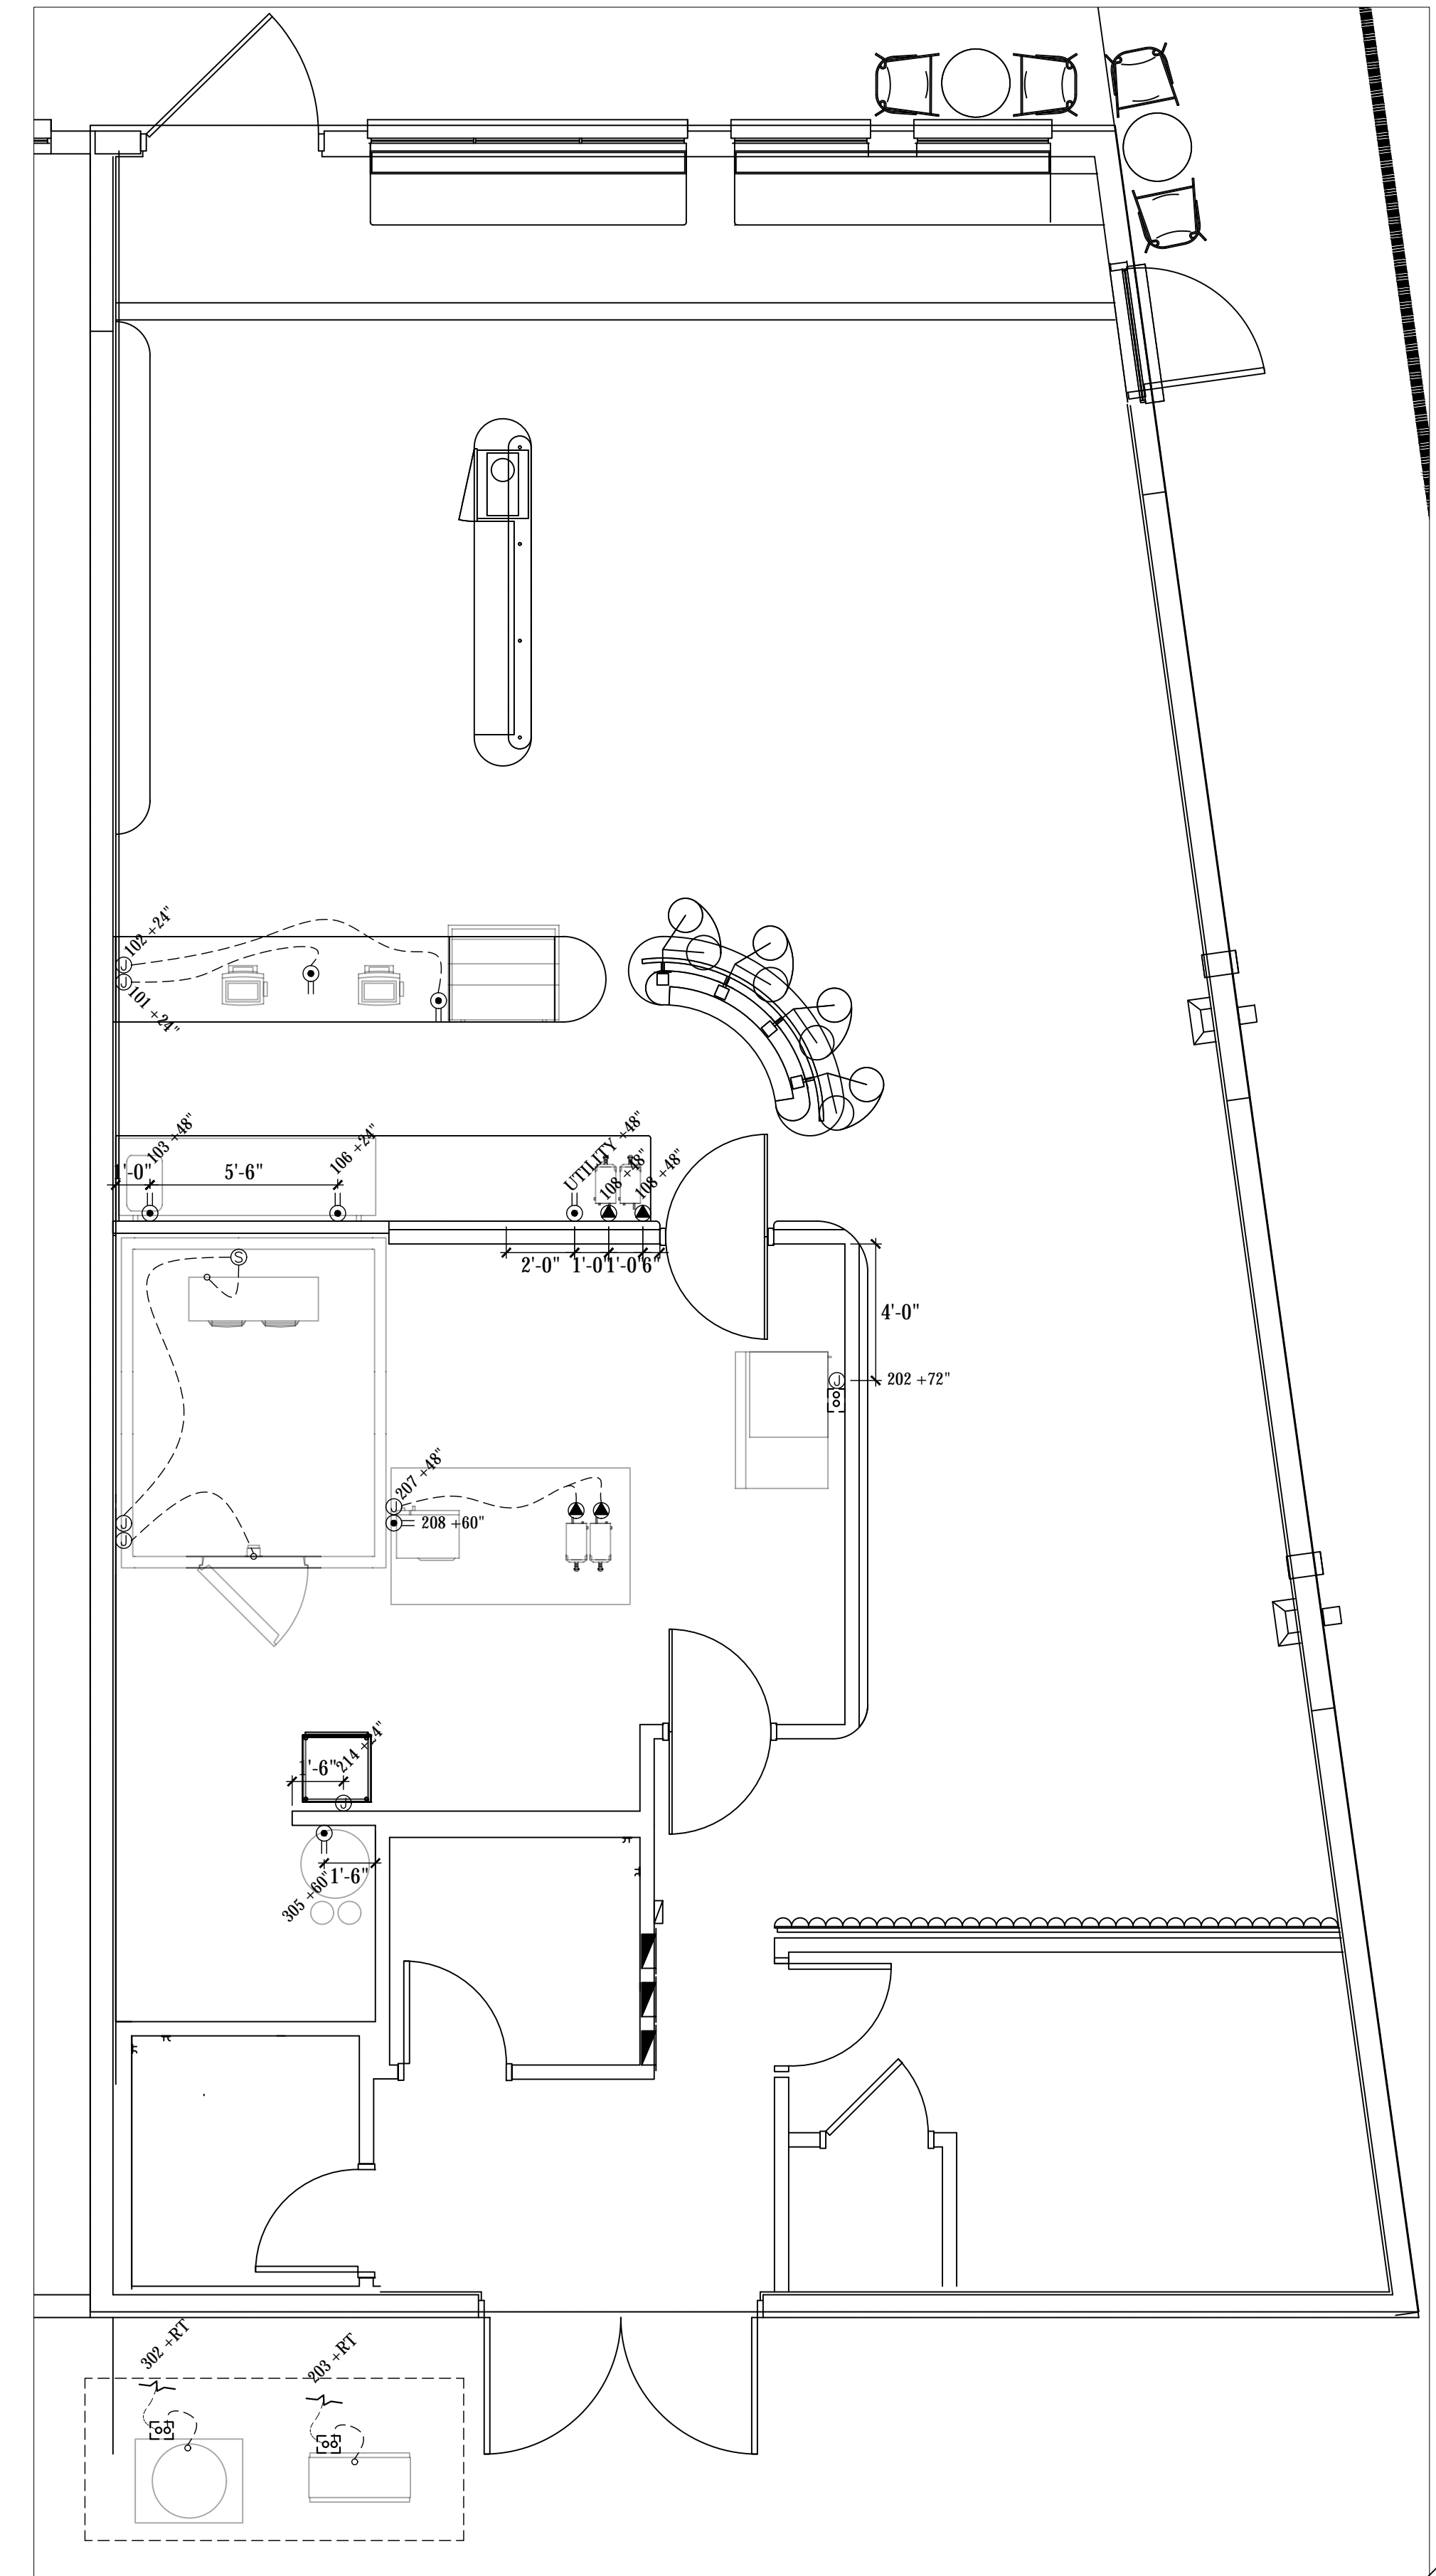 102 +24"
J
J
101 +24"
103 +48"
1'-0"
5'-6"
106 +24"
UTILITY +48"
108 +48"
108 +48"
S
2'-0"
1'-0"
1'-0"
6"
4'-0"
J
202 +72"
207 +48"
J
208 +60"
J
J
1'-6"
214 +24"
J
1'-6"
305 +60"
302 +RT
203 +RT